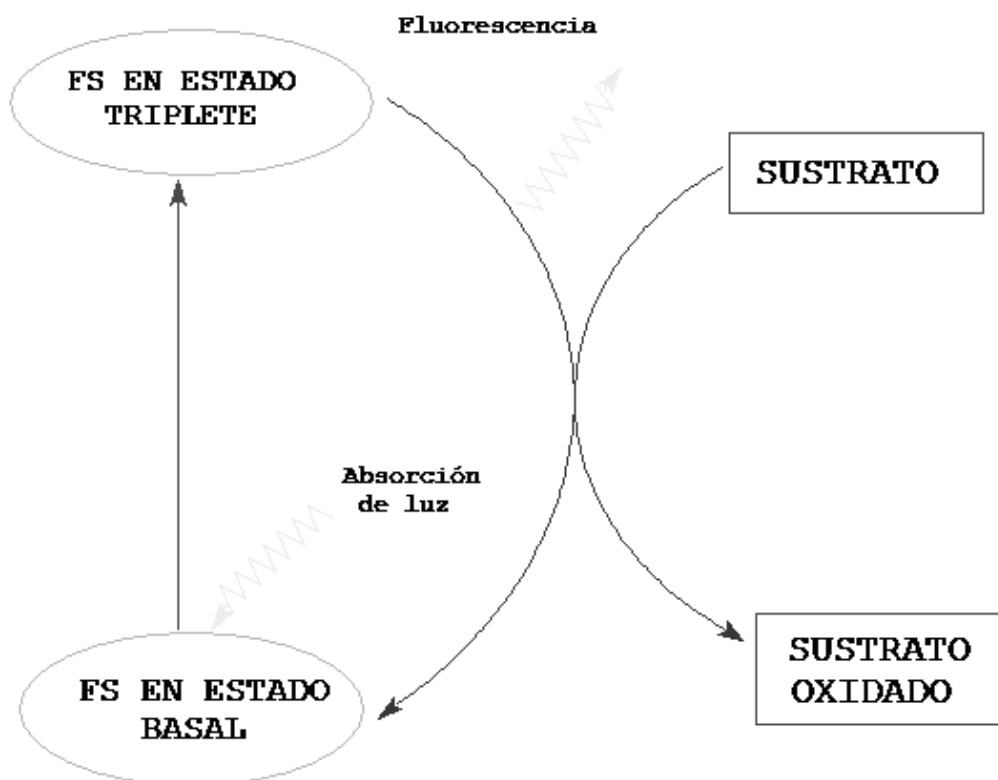 Fluorescencia
FS EN ESTADO
TRIPLETE
SUSTRATO
Absorción
de luz
FS EN ESTADO
BASAL
SUSTRATO
OXIDADO